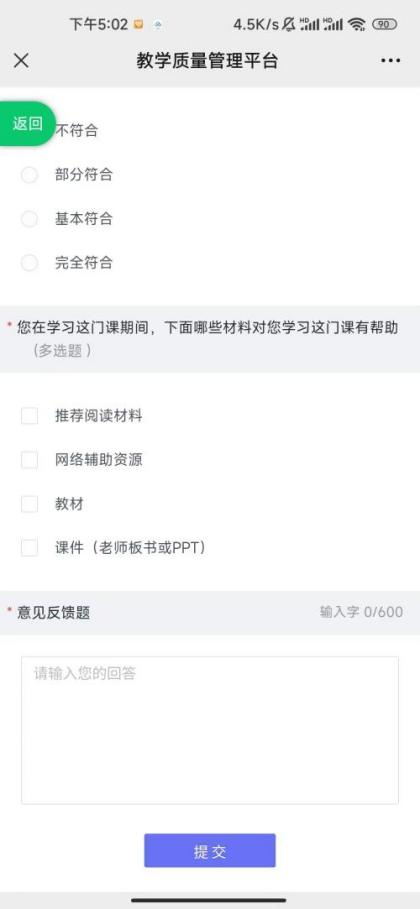 下午5:02
4.5K/s HD HD 90
教学质量管理平台
返回
不符合
部分符合
基本符合
完全符合
* 您在学习这门课期间，下面哪些材料对您学习这门课有帮助
（多选题 ）
推荐阅读材料
网络辅助资源
教材
课件（老师板书或PPT）
* 意见反馈题 输入字 0/600
请输入您的回答
提交